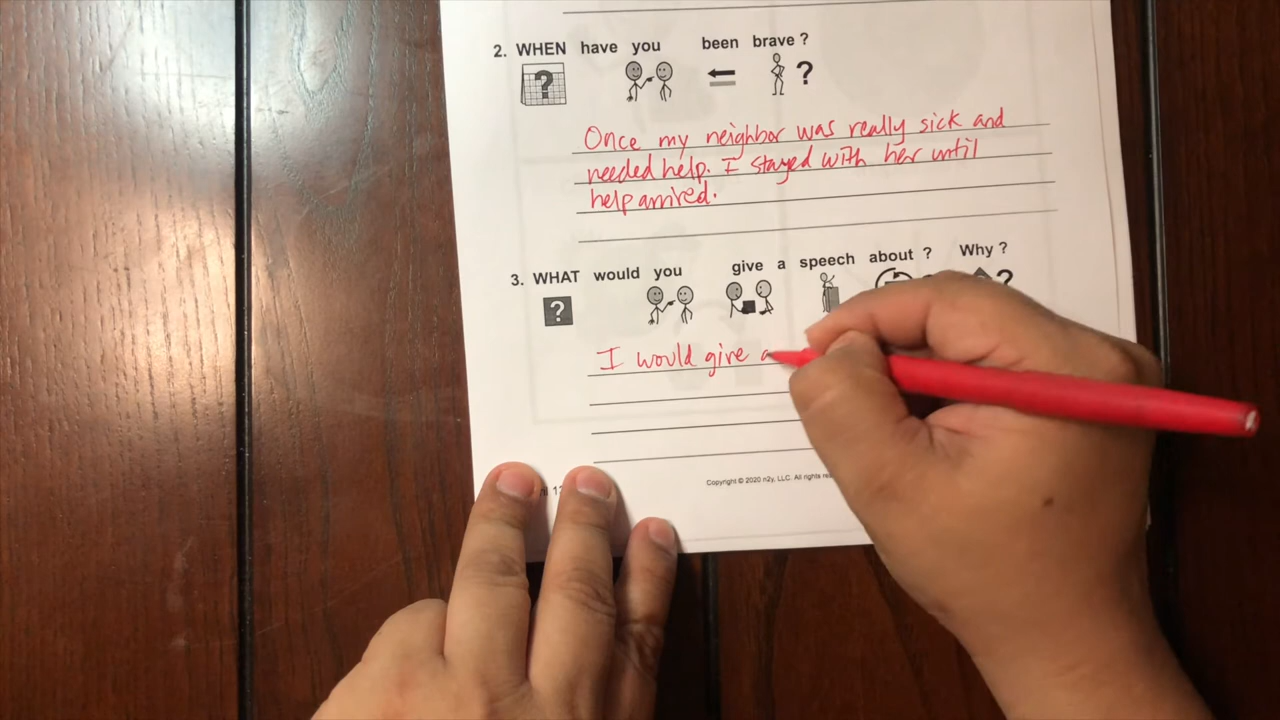 2. WHEN have you been brave ?
?
?
Once my neighbor was really sick and
needed help. I stayed with her until
help arrived.
3. WHAT would you give a speech about ? Why ?
?
?
I would give a
Copyright © 2020 n2y, LLC. All rights